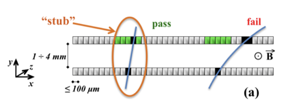 “stub”
pass
fail
1 ÷ 4 mm
⊙ B⃗
y
z
x
≤ 100 μm
(a)